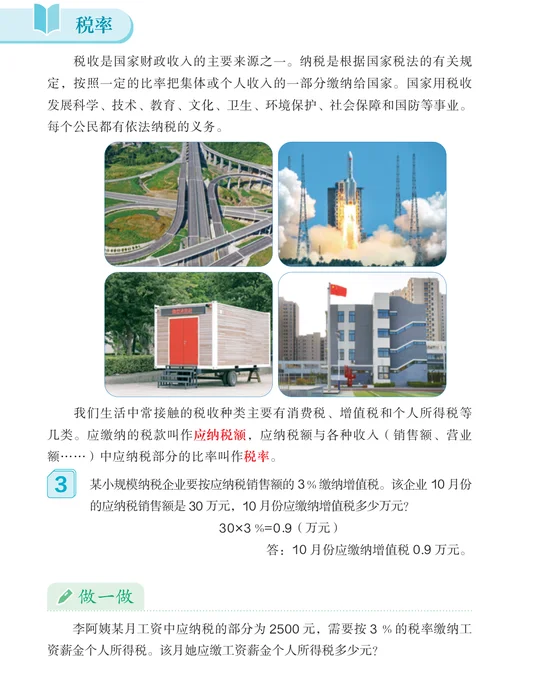 税率
税收是国家财政收入的主要来源之一。纳税是根据国家税法的有关规
定，按照一定的比率把集体或个人收入的一部分缴纳给国家。国家用税收
发展科学、技术、教育、文化、卫生、环境保护、社会保障和国防等事业。
每个公民都有依法纳税的义务。
我们生活中常接触的税收种类主要有消费税、增值税和个人所得税等
几类。应缴纳的税款叫作应纳税额，应纳税额与各种收入（销售额、营业
额……）中应纳税部分的比率叫作税率。
3
某小规模纳税企业要按应纳税销售额的 3%缴纳增值税。该企业 10 月份
的应纳税销售额是 30 万元，10 月份应缴纳增值税多少万元？
30×3 %=0.9（万元）
答：10 月份应缴纳增值税 0.9 万元。
做一做
李阿姨某月工资中应纳税的部分为 2500 元，需要按 3 % 的税率缴纳工
资薪金个人所得税。该月她应缴工资薪金个人所得税多少元？